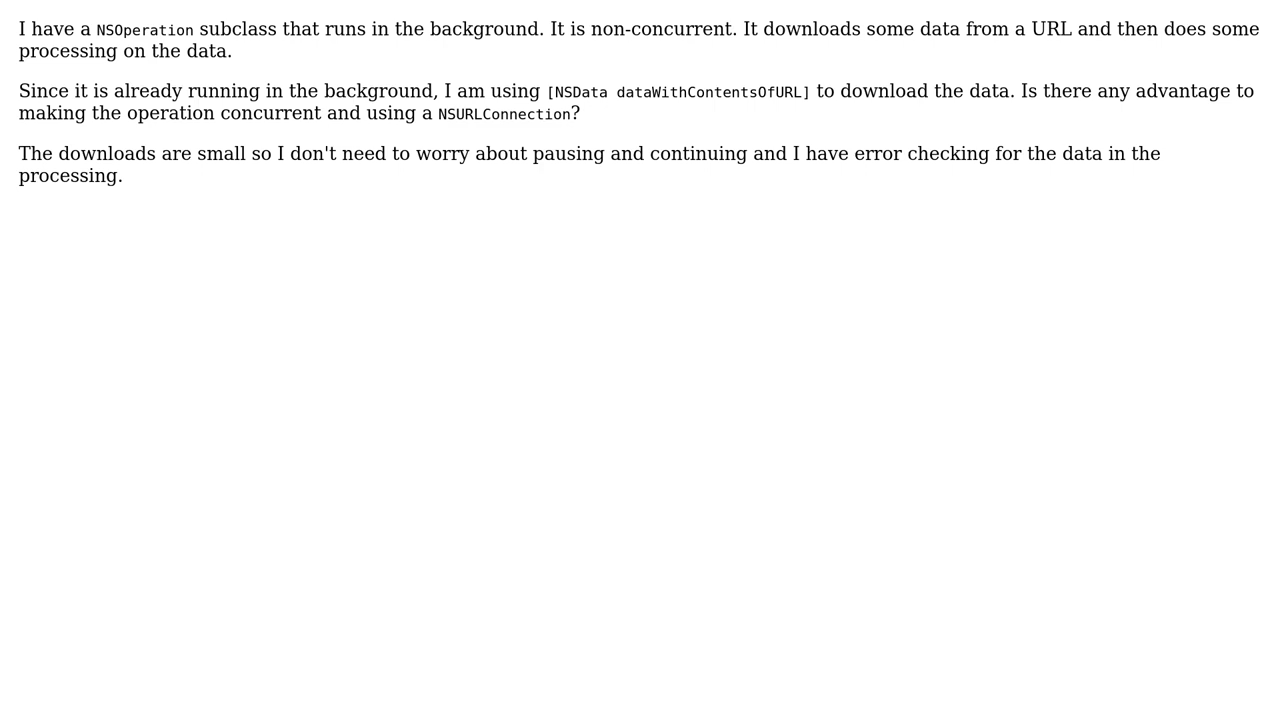 I have a NSOperation subclass that runs in the background. It is non-concurrent. It downloads some data from a URL and then does some
processing on the data.
Since it is already running in the background, I am using [NSData dataWithContentsOfURL] to download the data. Is there any advantage to
making the operation concurrent and using a NSURLConnection?
The downloads are small so I don't need to worry about pausing and continuing and I have error checking for the data in the
processing.